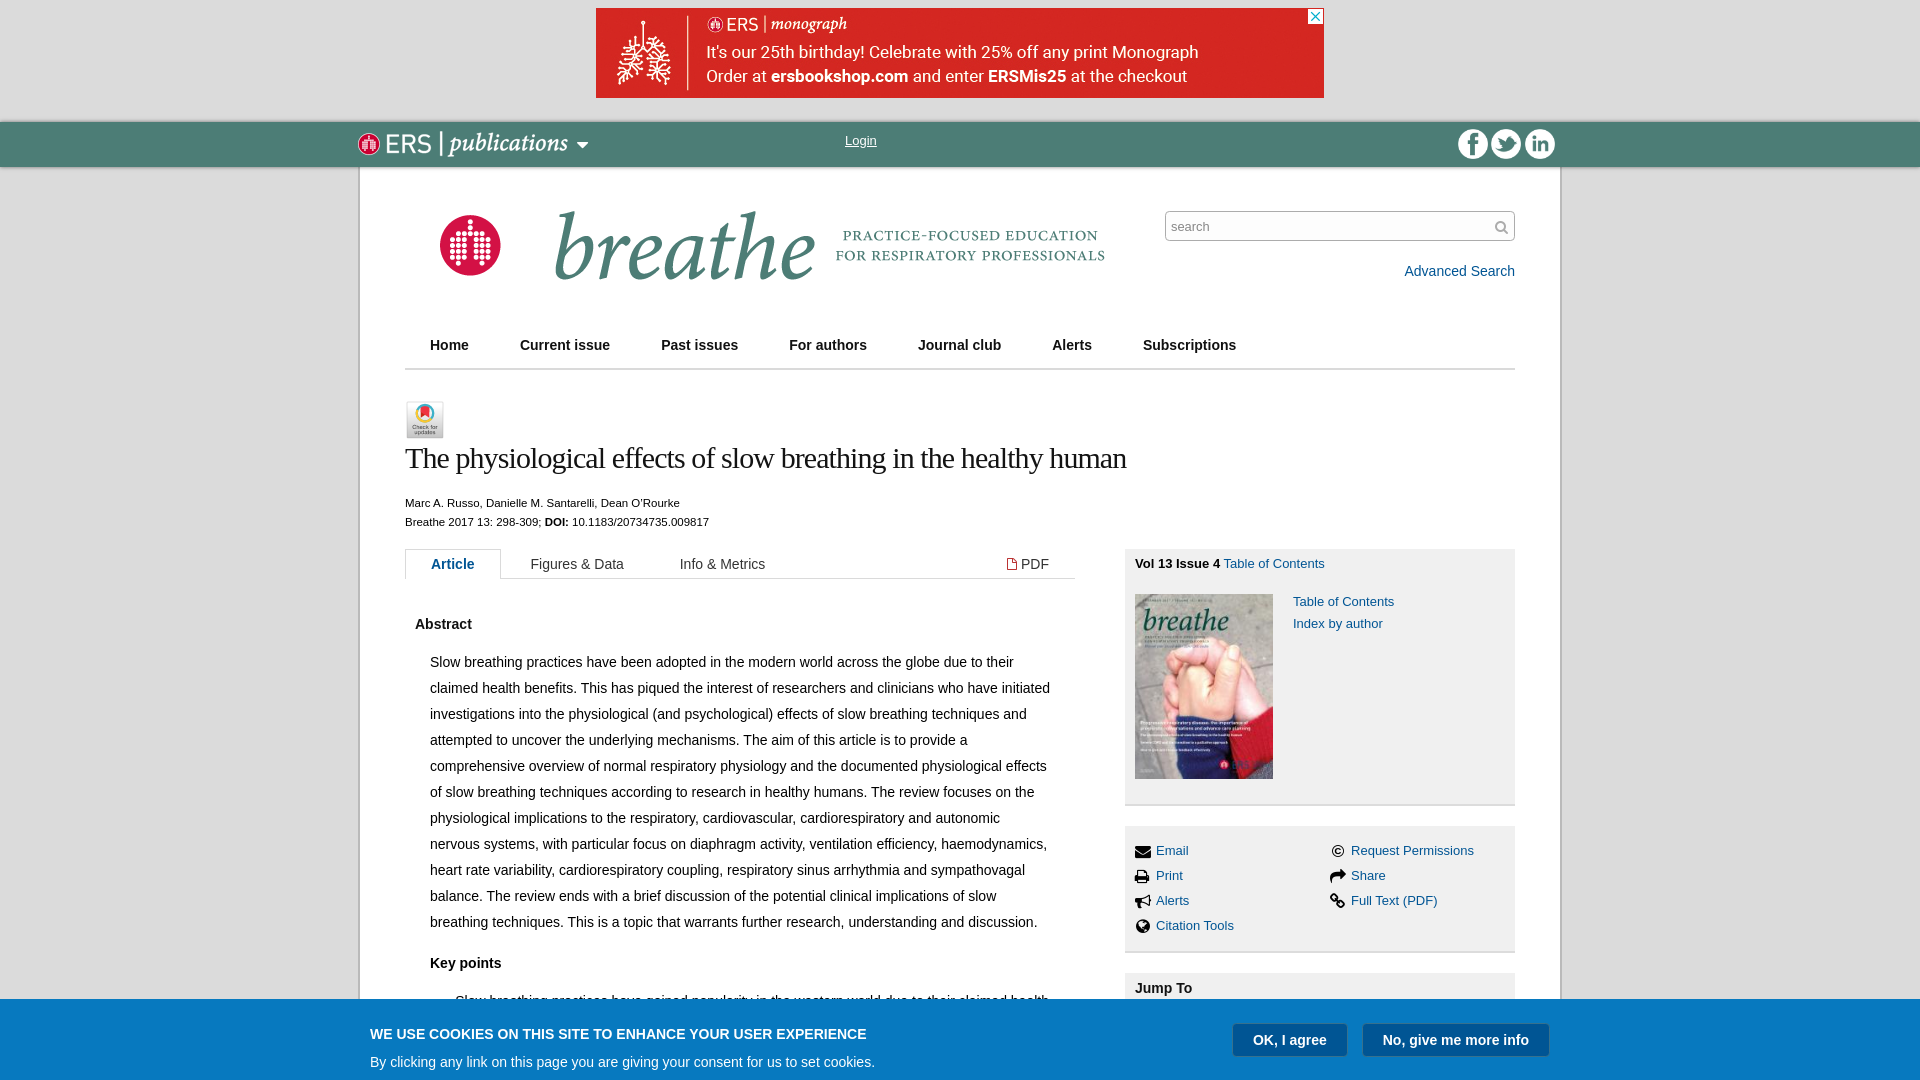 ERS | monograph
It's our 25th birthday! Celebrate with 25% off any print Monograph
Order at ersbookshop.com and enter ERSMis25 at the checkout
ERS | publications
Login
breathe
PRACTICE-FOCUSED EDUCATION
FOR RESPIRATORY PROFESSIONALS
search
Advanced Search
Home Current issue Past issues For authors Journal club Alerts Subscriptions
Check for
updates
The physiological effects of slow breathing in the healthy human
Marc A. Russo, Danielle M. Santarelli, Dean O’Rourke
Breathe 2017 13: 298-309; DOI: 10.1183/20734735.009817
Article Figures & Data Info & Metrics PDF
Abstract
Slow breathing practices have been adopted in the modern world across the globe due to their
claimed health benefits. This has piqued the interest of researchers and clinicians who have initiated
investigations into the physiological (and psychological) effects of slow breathing techniques and
attempted to uncover the underlying mechanisms. The aim of this article is to provide a
comprehensive overview of normal respiratory physiology and the documented physiological effects
of slow breathing techniques according to research in healthy humans. The review focuses on the
physiological implications to the respiratory, cardiovascular, cardiorespiratory and autonomic
nervous systems, with particular focus on diaphragm activity, ventilation efficiency, haemodynamics,
heart rate variability, cardiorespiratory coupling, respiratory sinus arrhythmia and sympathovagal
balance. The review ends with a brief discussion of the potential clinical implications of slow
breathing techniques. This is a topic that warrants further research, understanding and discussion.
Key points
Vol 13 Issue 4 Table of Contents
breathe
Table of Contents
Index by author
Email
Print
Alerts
Citation Tools
© Request Permissions
Share
Full Text (PDF)
Jump To
WE USE COOKIES ON THIS SITE TO ENHANCE YOUR USER EXPERIENCE
By clicking any link on this page you are giving your consent for us to set cookies.
OK, I agree
No, give me more info